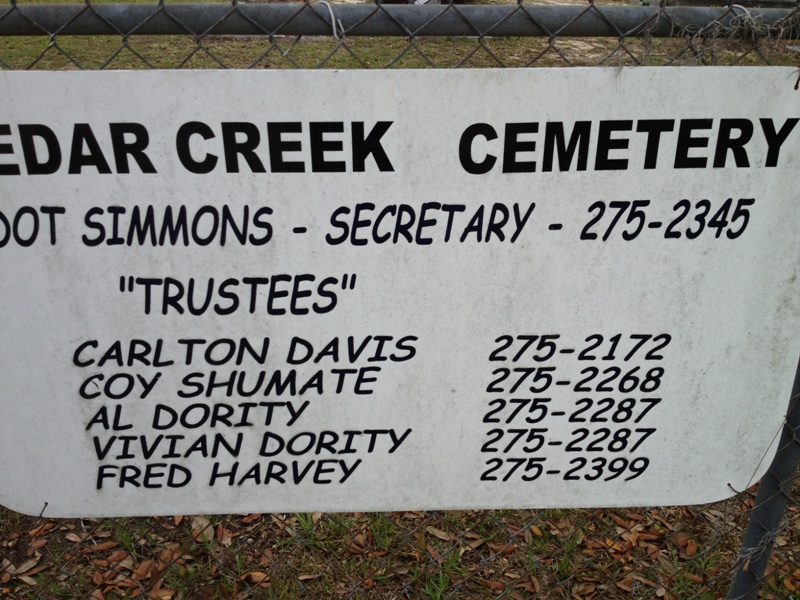 EDAR CREEK CEMETERY
DOT SIMMONS - SECRETARY - 275-2345
"TRUSTEES"
CARLTON DAVIS 275-2172
COY SHUMATE 275-2268
AL DORITY 275-2287
VIVIAN DORITY 275-2287
FRED HARVEY 275-2399